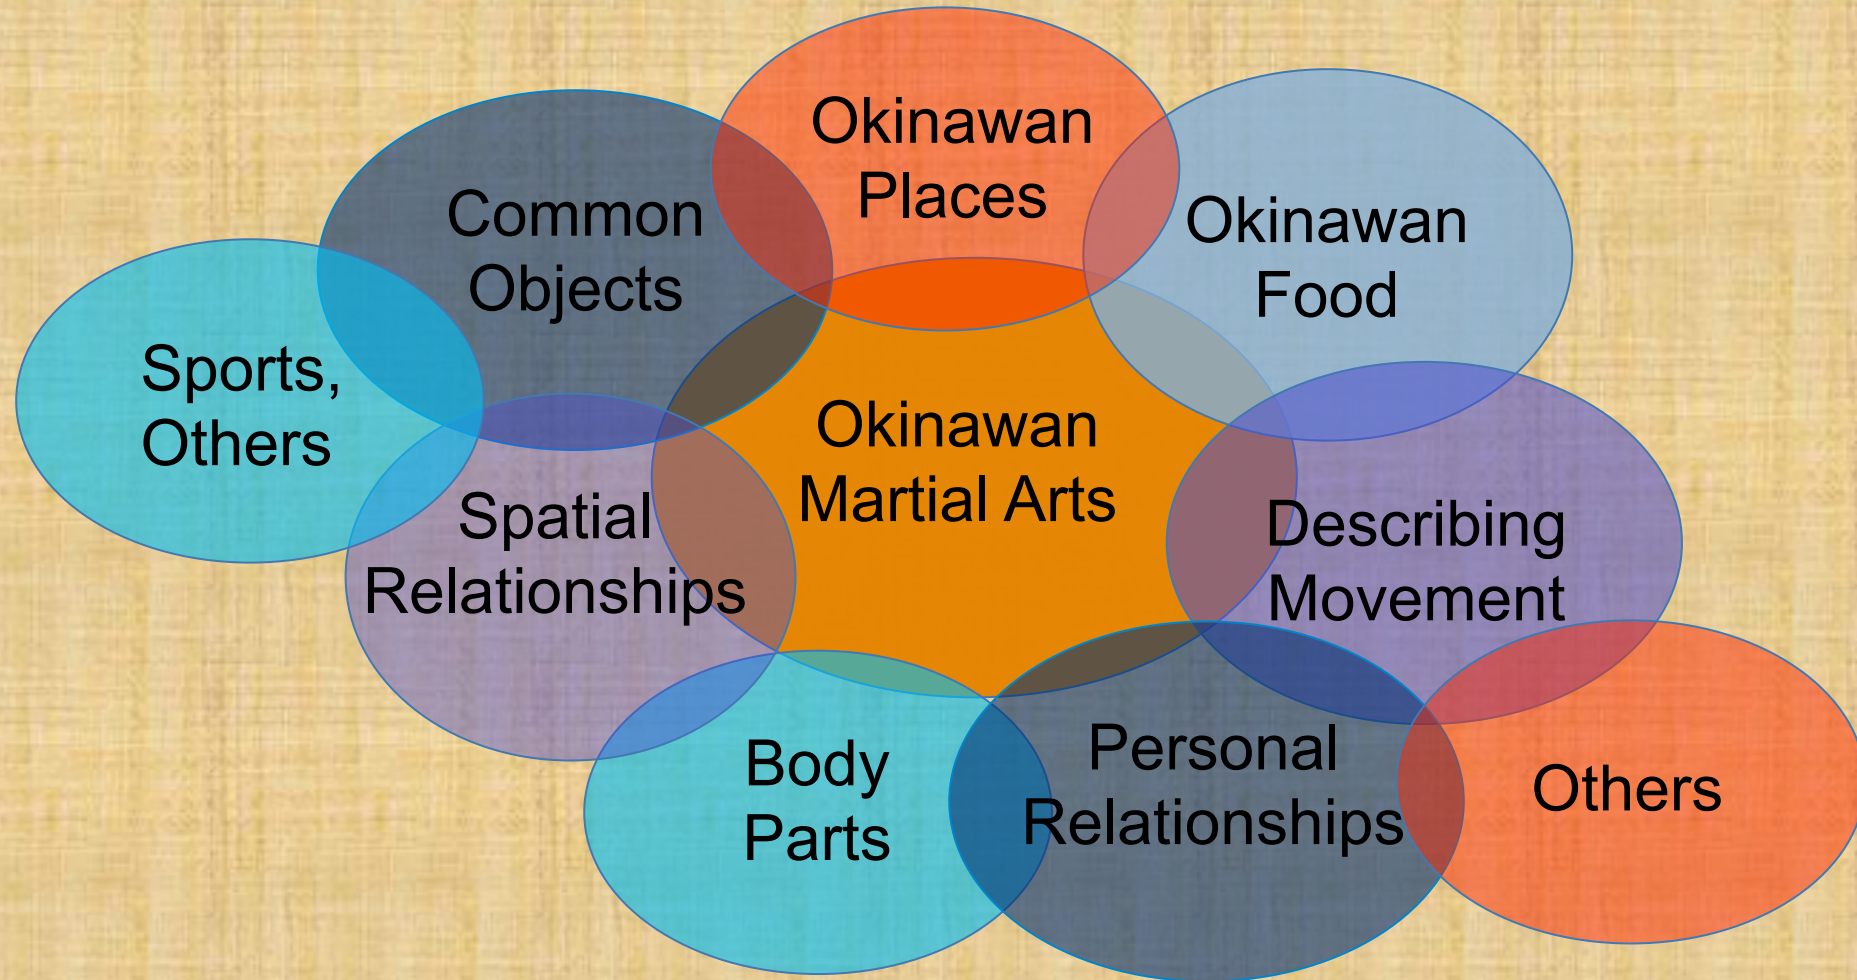 Okinawan
Places
Common
Objects
Okinawan
Food
Sports,
Others
Okinawan
Martial Arts
Spatial
Relationships
Describing
Movement
Body
Parts
Personal
Relationships
Others